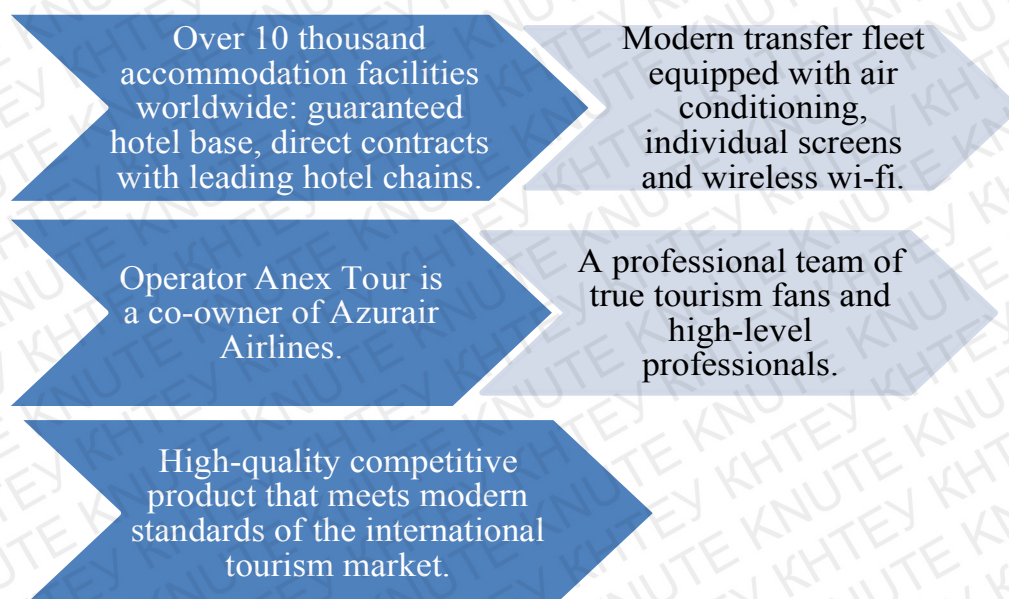 Over 10 thousand
accommodation facilities
worldwide: guaranteed
hotel base, direct contracts
with leading hotel chains.
Modern transfer fleet
equipped with air
conditioning,
individual screens
and wireless wi-fi.
Operator Anex Tour is
a co-owner of Azurair
Airlines.
A professional team of
true tourism fans and
high-level
professionals.
High-quality competitive
product that meets modern
standards of the international
tourism market.